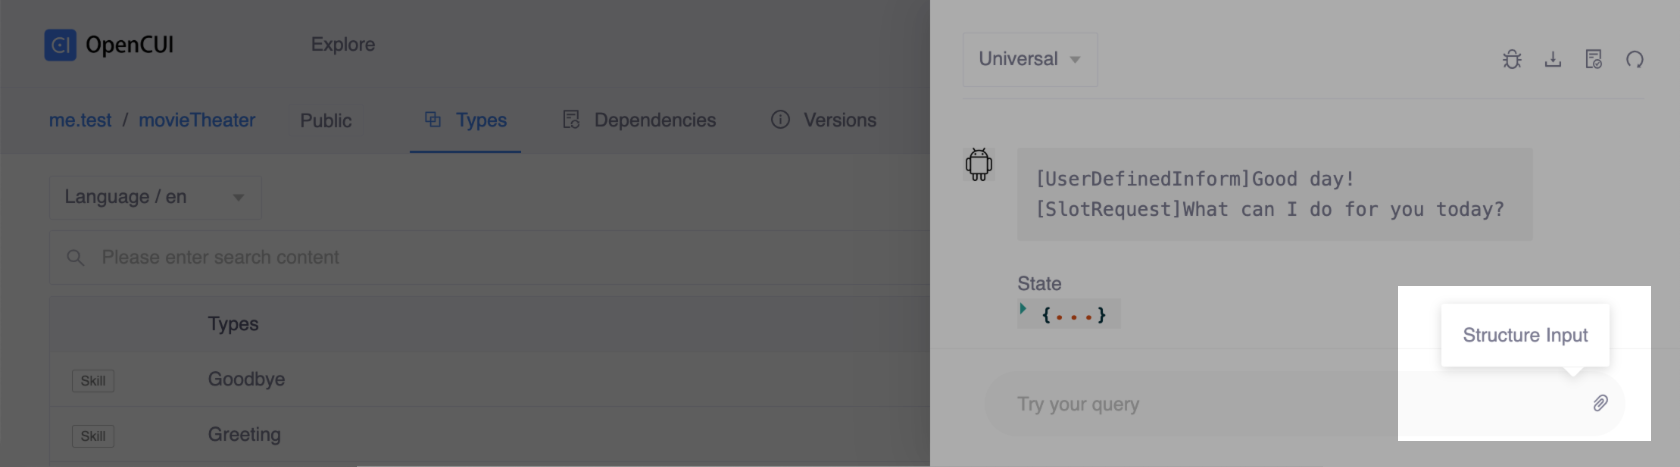 OpenCUI
Explore
me.test / movieTheater
Public
Types
Dependencies
Versions
Language / en
Please enter search content
Types
Skill
Goodbye
Skill
Greeting
Universal
[UserDefinedInform]Good day!
[SlotRequest]What can I do for you today?
State
{...}
Structure Input
Try your query